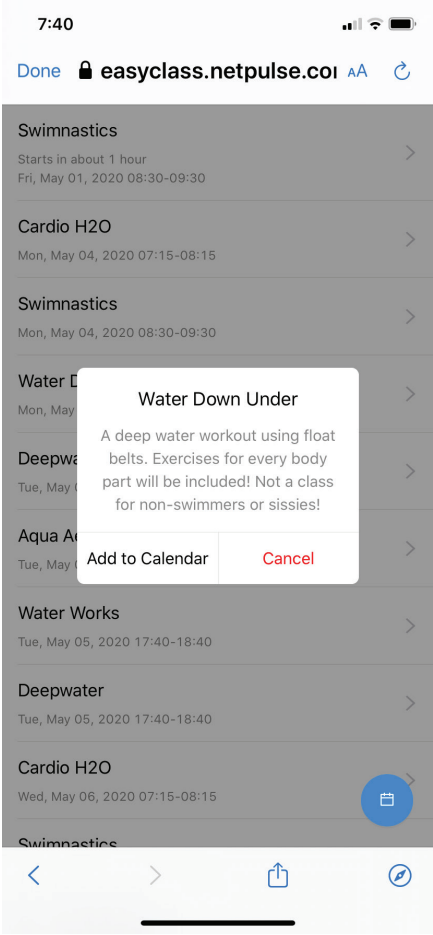 7:40
Done easyclass.netpulse.co AA
Swimnastics
Starts in about 1 hour
Fri, May 01, 2020 08:30-09:30
Cardio H2O
Mon, May 04, 2020 07:15-08:15
Swimnastics
Mon, May 04, 2020 08:30-09:30
Water D
Mon, May
Water Down Under
A deep water workout using float
belts. Exercises for every body
part will be included! Not a class
for non-swimmers or sissies!
Add to Calendar Cancel
Deepwa
Tue, May
Aqua Ae
Tue, May
Water Works
Tue, May 05, 2020 17:40-18:40
Deepwater
Tue, May 05, 2020 17:40-18:40
Cardio H2O
Wed, May 06, 2020 07:15-08:15
Swimnastics